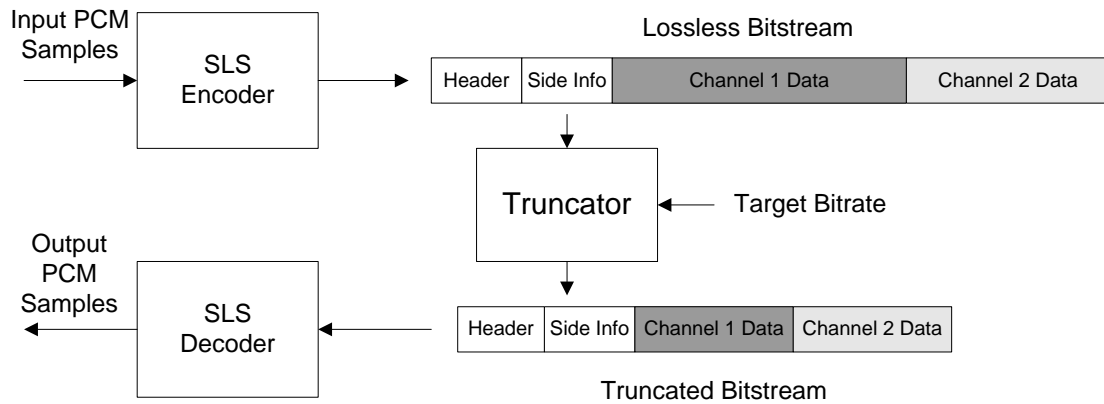 Input PCM
Samples
SLS
Encoder
Lossless Bitstream
Header
Side Info
Channel 1 Data
Channel 2 Data
Truncator
Target Bitrate
Output
PCM
Samples
SLS
Decoder
Header
Side Info
Channel 1 Data
Channel 2 Data
Truncated Bitstream